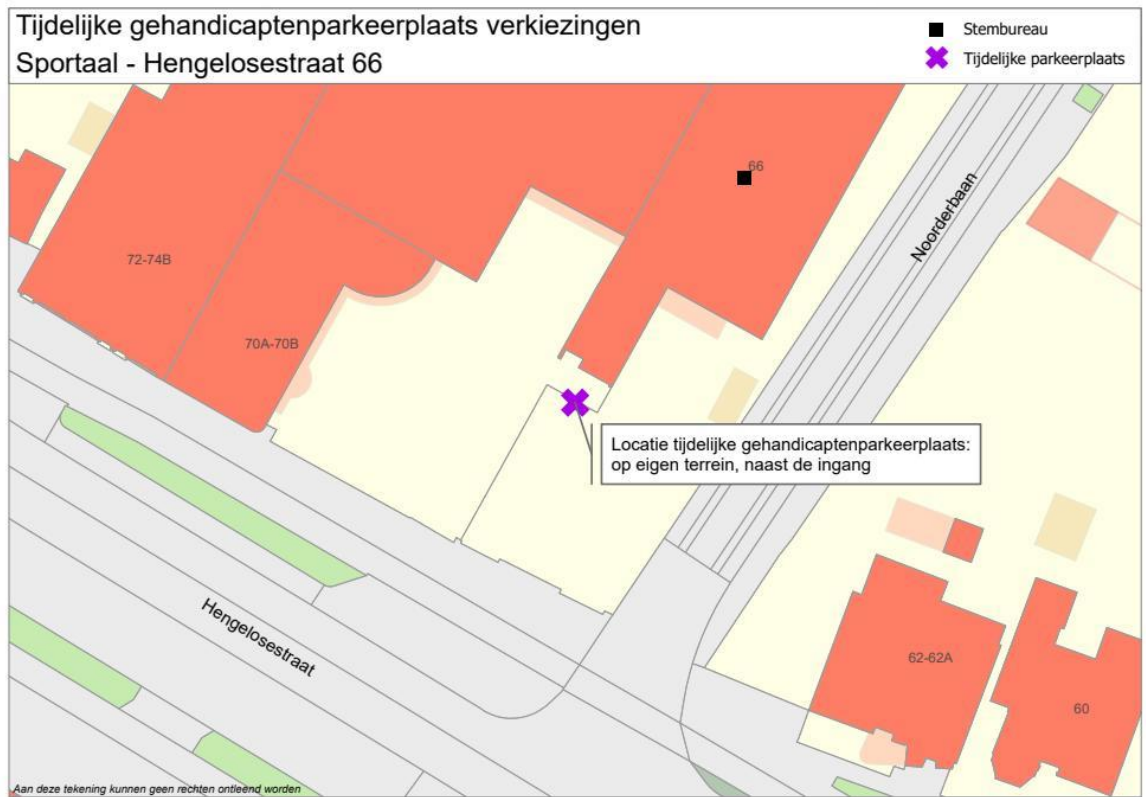 Tijdelijke gehandicaptenparkeerplaats verkiezingen
Sportaal - Hengelosestraat 66
Stembureau
Tijdelijke parkeerplaats
66
Noorderbaan
72-74B
70A-70B
Locatie tijdelijke gehandicaptenparkeerplaats:
op eigen terrein, naast de ingang
Hengelosestraat
62-62A
60
Aan deze tekening kunnen geen rechten ontleend worden